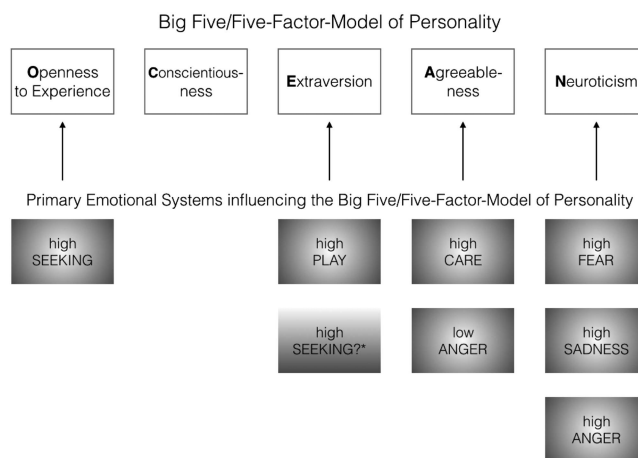 Big Five/Five-Factor-Model of Personality
Openness
to Experience
Conscientious-
ness
Extraversion
Agreeable-
ness
Neuroticism
Primary Emotional Systems influencing the Big Five/Five-Factor-Model of Personality
high
SEEKING
high
PLAY
high
CARE
high
FEAR
high
SEEKING?*
low
ANGER
high
SADNESS
high
ANGER